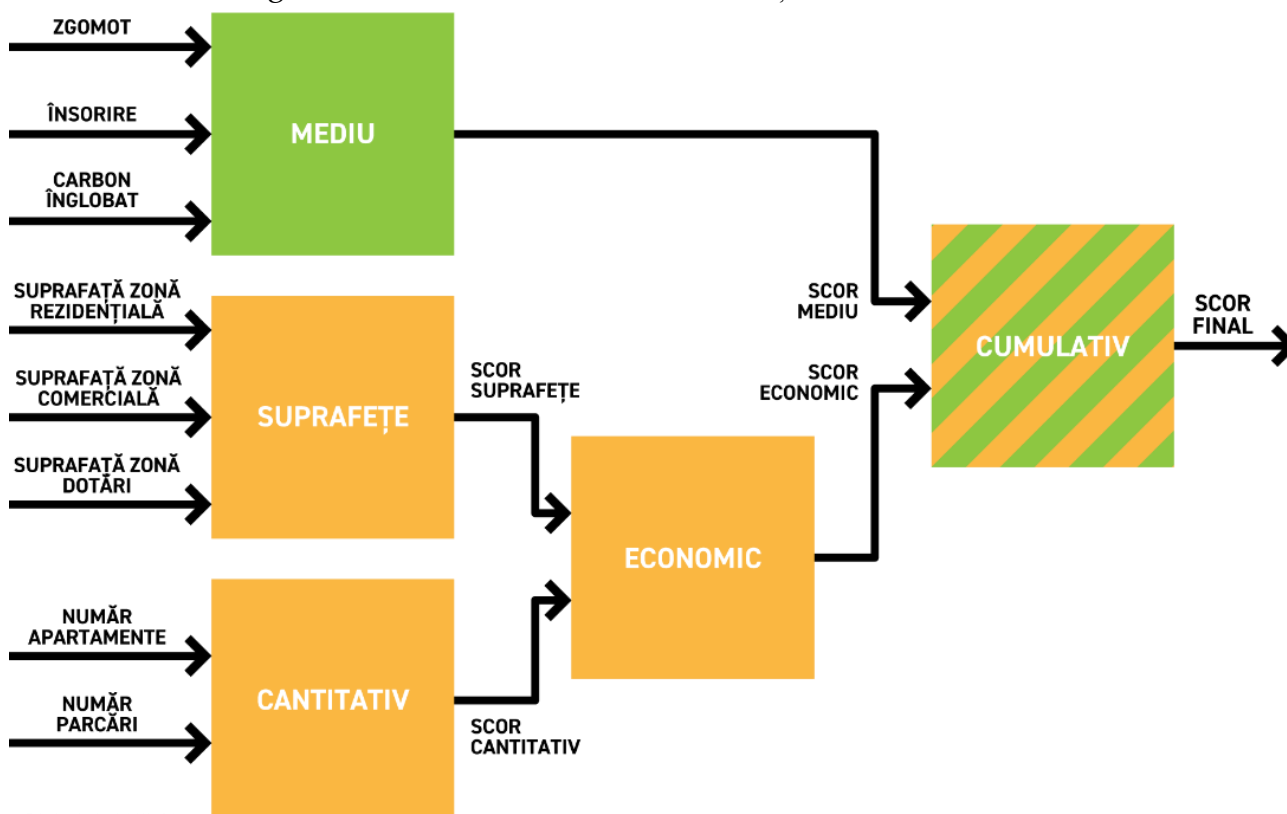 ZGOMOT
ÎNSORIRE
CARBON
ÎNGLOBAT
MEDIU
SUPRAFAȚĂ ZONĂ
REZIDENȚIALĂ
SUPRAFAȚĂ ZONĂ
COMERCIALĂ
SUPRAFAȚĂ ZONĂ
DOTĂRI
SUPRAFEȚE
SCOR
SUPRAFEȚE
NUMĂR
APARTAMENTE
NUMĂR
PARCĂRI
CANTITATIV
SCOR
CANTITATIV
ECONOMIC
SCOR
MEDIU
SCOR
ECONOMIC
CUMULATIV
SCOR
FINAL